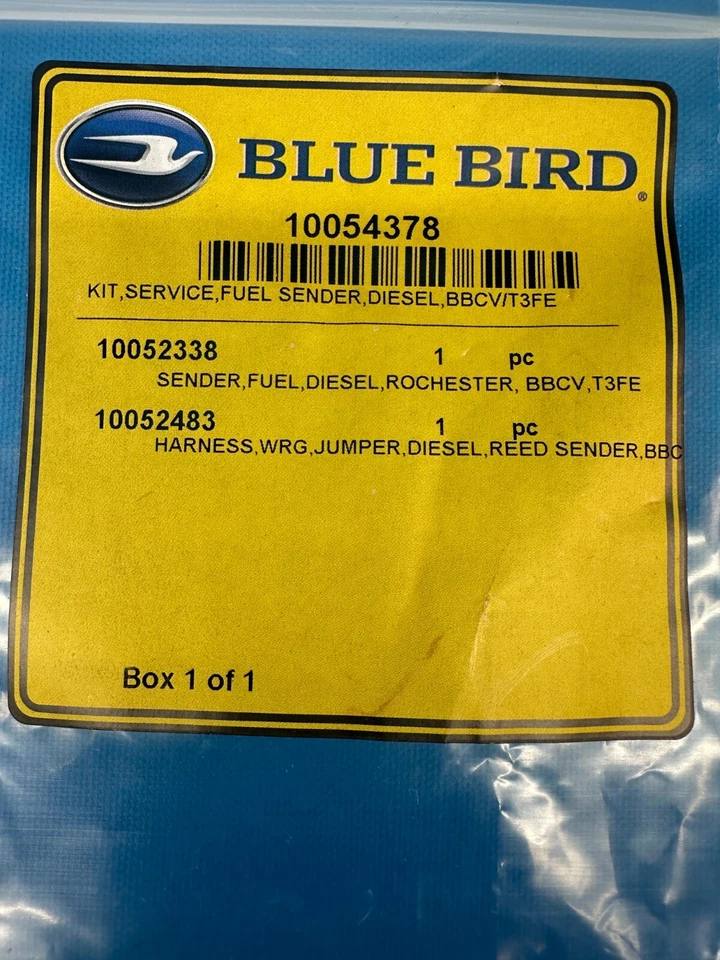 BLUE BIRD®
10054378
KIT,SERVICE,FUEL SENDER,DIESEL,BBCV/T3FE
10052338 1 pc
SENDER,FUEL,DIESEL,ROCHESTER, BBCV,T3FE
10052483 1 pc
HARNESS,WRG,JUMPER,DIESEL,REED SENDER,BBC
Box 1 of 1